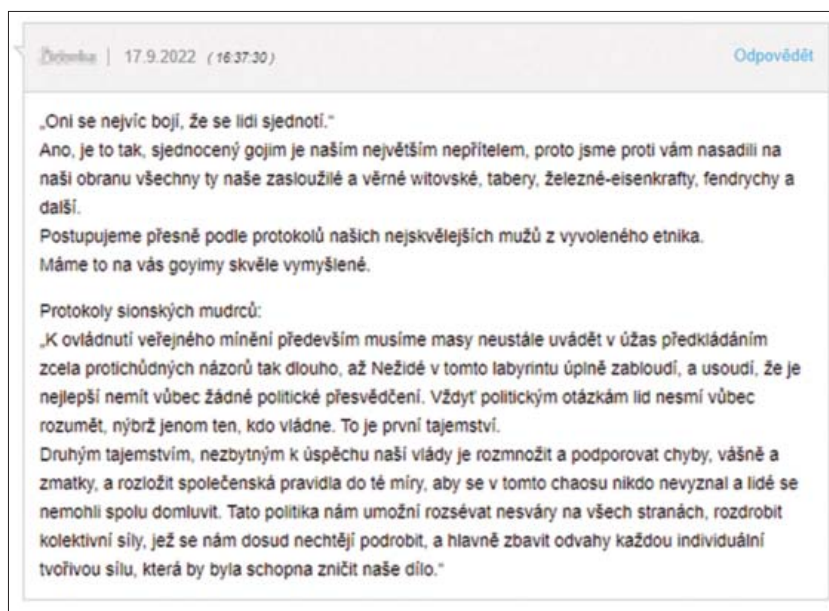 17.9.2022 (16:37:30) Odpovědět
„Oni se nejvíc bojí, že se lidi sjednotí.“
Ano, je to tak, sjednocený gojim je naším největším nepřítelem, proto jsme proti vám nasadili na
naši obranu všechny ty naše zasloužilé a věrné witovské, tabery, železné-eisenkrafty, fendrychy a
další.
Postupujeme přesně podle protokolů našich nejskvělejších mužů z vyvoleného etnika.
Máme to na vás goyimy skvěle vymyšlené.
Protokoly sionských mudrců:
„K ovládnutí veřejného mínění především musíme masy neustále uvádět v úžas předkládáním
zcela protichůdných názorů tak dlouho, až Nežidé v tomto labyrintu úplně zabloudí, a usoudí, že je
nejlepší nemít vůbec žádné politické přesvědčení. Vždyť politickým otázkám lid nesmí vůbec
rozumět, nýbrž jenom ten, kdo vládne. To je první tajemství.
Druhým tajemstvím, nezbytným k úspěchu naší vlády je rozmnožit a podporovat chyby, vášně a
zmatky, a rozložit společenská pravidla do té míry, aby se v tomto chaosu nikdo nevyznal a lidé se
nemohli spolu domluvit. Tato politika nám umožní rozsévat nesváry na všech stranách, rozdrobit
kolektivní síly, jež se nám dosud nechtějí podrobit, a hlavně zbavit odvahy každou individuální
tvořivou sílu, která by byla schopna zničit naše dílo.“